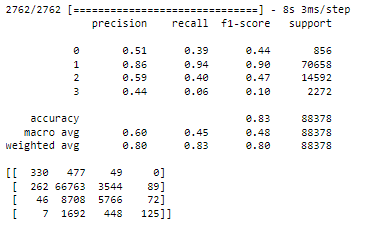 2762/2762 [==============================] - 8s 3ms/step
              precision    recall  f1-score   support

           0       0.51      0.39      0.44       856
           1       0.86      0.94      0.90     70658
           2       0.59      0.40      0.47     14592
           3       0.44      0.06      0.10      2272

    accuracy                           0.83     88378
   macro avg       0.60      0.45      0.48     88378
weighted avg       0.80      0.83      0.80     88378

[[  330   477    49     0]
 [  262 66763  3544    89]
 [   46  8708  5766    72]
 [    7  1692   448   125]]